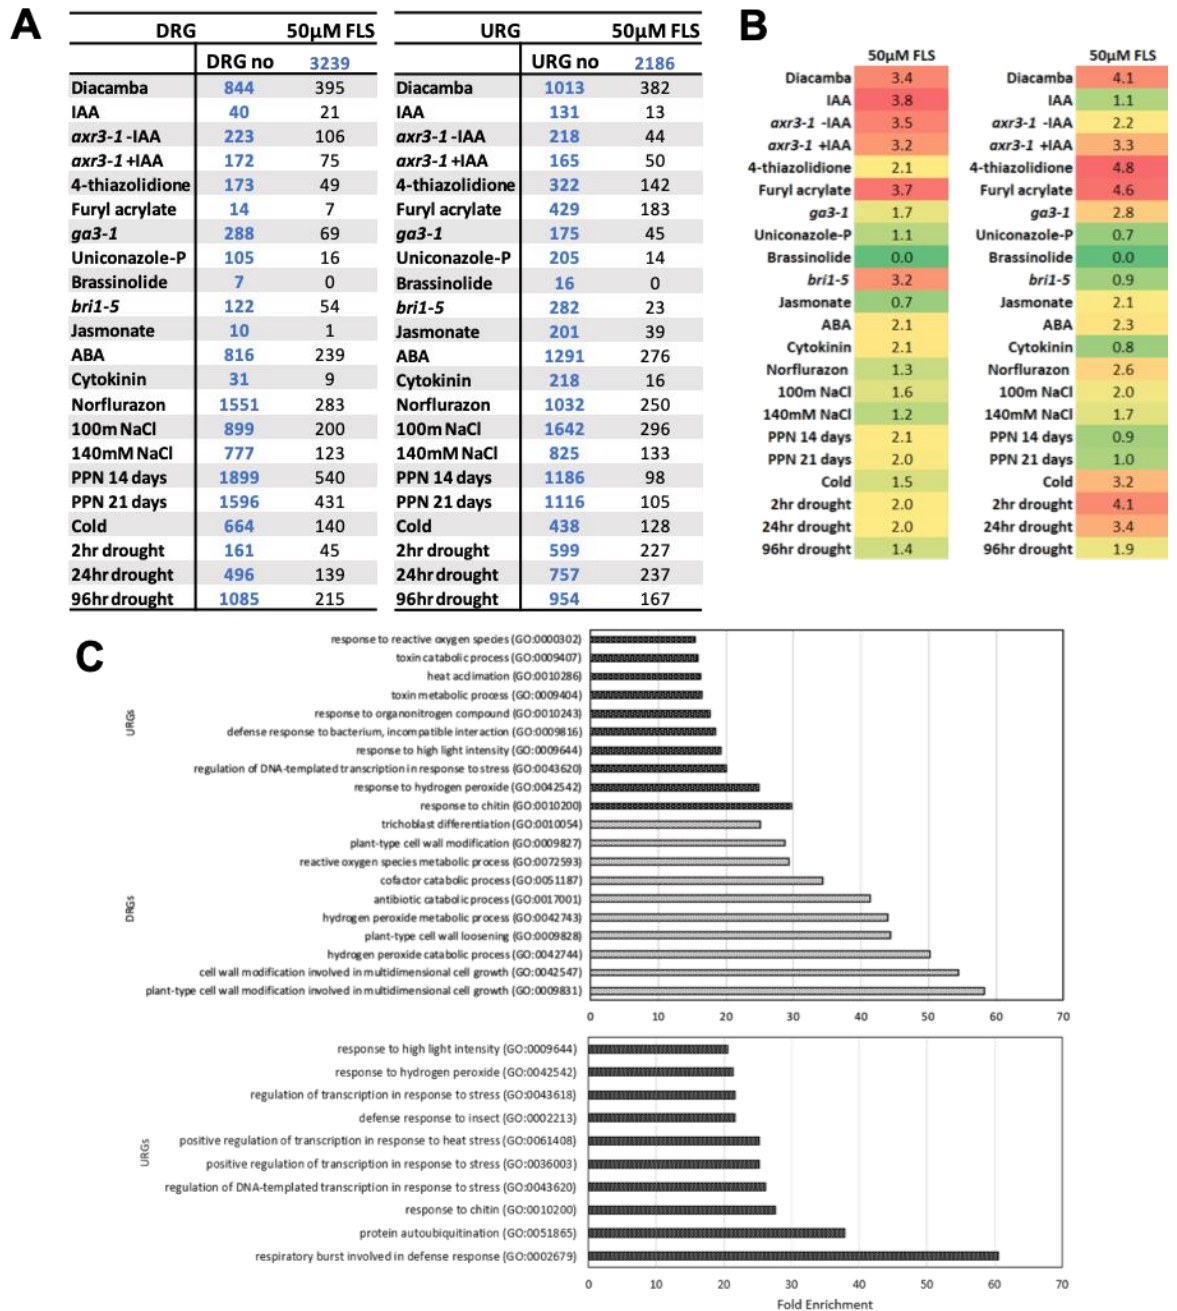 A
DRG 50µM FLS URG 50µM FLS
DRG no 3239 URG no 2186
Diacamba 844 395 Diacamba 1013 382
IAA 40 21 IAA 131 13
axr3-1 -IAA 223 106 axr3-1 -IAA 218 44
axr3-1 +IAA 172 75 axr3-1 +IAA 165 50
4-thiazolidione 173 49 4-thiazolidione 322 142
Furyl acrylate 14 7 Furyl acrylate 429 183
ga3-1 288 69 ga3-1 175 45
Uniconazole-P 105 16 Uniconazole-P 205 14
Brassinolide 7 0 Brassinolide 16 0
bri1-5 122 54 bri1-5 282 23
Jasmonate 10 1 Jasmonate 201 39
ABA 816 239 ABA 1291 276
Cytokinin 31 9 Cytokinin 218 16
Norflurazon 1551 283 Norflurazon 1032 250
100m NaCl 899 200 100m NaCl 1642 296
140mM NaCl 777 123 140mM NaCl 825 133
PPN 14 days 1899 540 PPN 14 days 1186 98
PPN 21 days 1596 431 PPN 21 days 1116 105
Cold 664 140 Cold 438 128
2hr drought 161 45 2hr drought 599 227
24hr drought 496 139 24hr drought 757 237
96hr drought 1085 215 96hr drought 954 167
B
50µM FLS 50µM FLS
Diacamba 3.4 Diacamba 4.1
IAA 3.8 IAA 1.1
axr3-1 -IAA 3.5 axr3-1 -IAA 2.2
axr3-1 +IAA 3.2 axr3-1 +IAA 3.3
4-thiazolidione 2.1 4-thiazolidione 4.8
Furyl acrylate 3.7 Furyl acrylate 4.6
ga3-1 1.7 ga3-1 2.8
Uniconazole-P 1.1 Uniconazole-P 0.7
Brassinolide 0.0 Brassinolide 0.0
bri1-5 3.2 bri1-5 0.9
Jasmonate 0.7 Jasmonate 2.1
ABA 2.1 ABA 2.3
Cytokinin 2.1 Cytokinin 0.8
Norflurazon 1.3 Norflurazon 2.6
100m NaCl 1.6 100m NaCl 2.0
140mM NaCl 1.2 140mM NaCl 1.7
PPN 14 days 2.1 PPN 14 days 0.9
PPN 21 days 2.0 PPN 21 days 1.0
Cold 1.5 Cold 3.2
2hr drought 2.0 2hr drought 4.1
24hr drought 2.0 24hr drought 3.4
96hr drought 1.4 96hr drought 1.9
C
URGs
response to reactive oxygen species (GO:0000302)
toxin catabolic process (GO:0009407)
heat acclimation (GO:0010286)
toxin metabolic process (GO:0009404)
response to organonitrogen compound (GO:0010243)
defense response to bacterium, incompatible interaction (GO:0009816)
response to high light intensity (GO:0009644)
regulation of DNA-templated transcription in response to stress (GO:0043620)
response to hydrogen peroxide (GO:0042542)
response to chitin (GO:0010200)
DRGs
trichoblast differentiation (GO:0010054)
plant-type cell wall modification (GO:0009827)
reactive oxygen species metabolic process (GO:0072593)
cofactor catabolic process (GO:0051187)
antibiotic catabolic process (GO:0017001)
hydrogen peroxide metabolic process (GO:0042743)
plant-type cell wall loosening (GO:0009828)
hydrogen peroxide catabolic process (GO:0042744)
cell wall modification involved in multidimensional cell growth (GO:0042547)
plant-type cell wall modification involved in multidimensional cell growth (GO:0009831)
0 10 20 30 40 50 60 70
URGs
response to high light intensity (GO:0009644)
response to hydrogen peroxide (GO:0042542)
regulation of transcription in response to stress (GO:0043618)
defense response to insect (GO:0002213)
positive regulation of transcription in response to heat stress (GO:0061408)
positive regulation of transcription in response to stress (GO:0036003)
regulation of DNA-templated transcription in response to stress (GO:0043620)
response to chitin (GO:0010200)
protein autoubiquitination (GO:0051865)
respiratory burst involved in defense response (GO:0002679)
0 10 20 30 40 50 60 70
Fold Enrichment